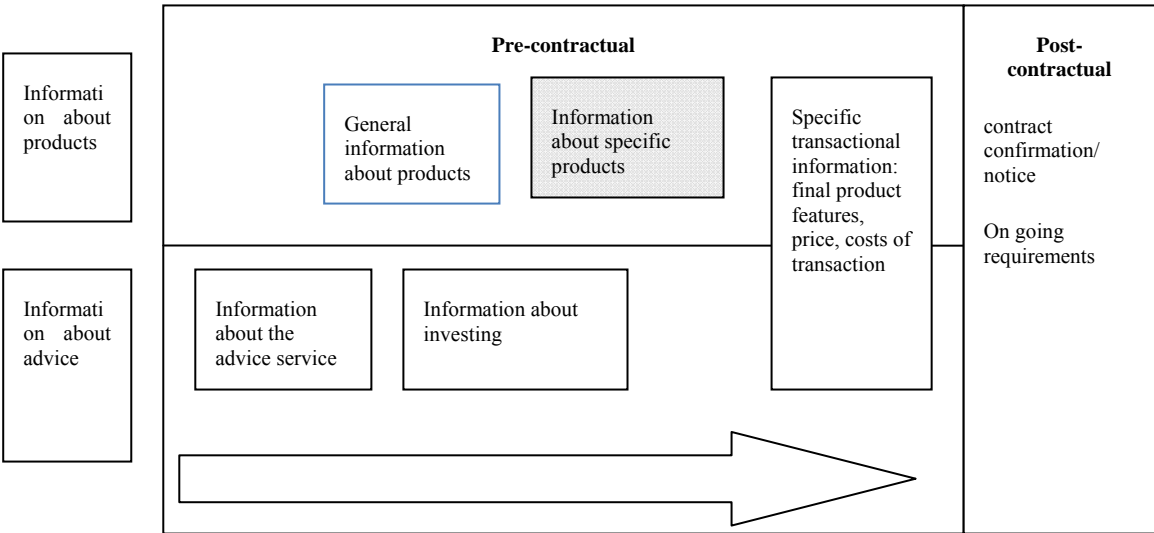 Pre-contractual
Post-
contractual
Informati
on about
products
General
information
about products
Information
about specific
products
Specific
transactional
information:
final product
features,
price, costs of
transaction
contract
confirmation/
notice
On going
requirements
Informati
on about
advice
Information
about the
advice service
Information about
investing